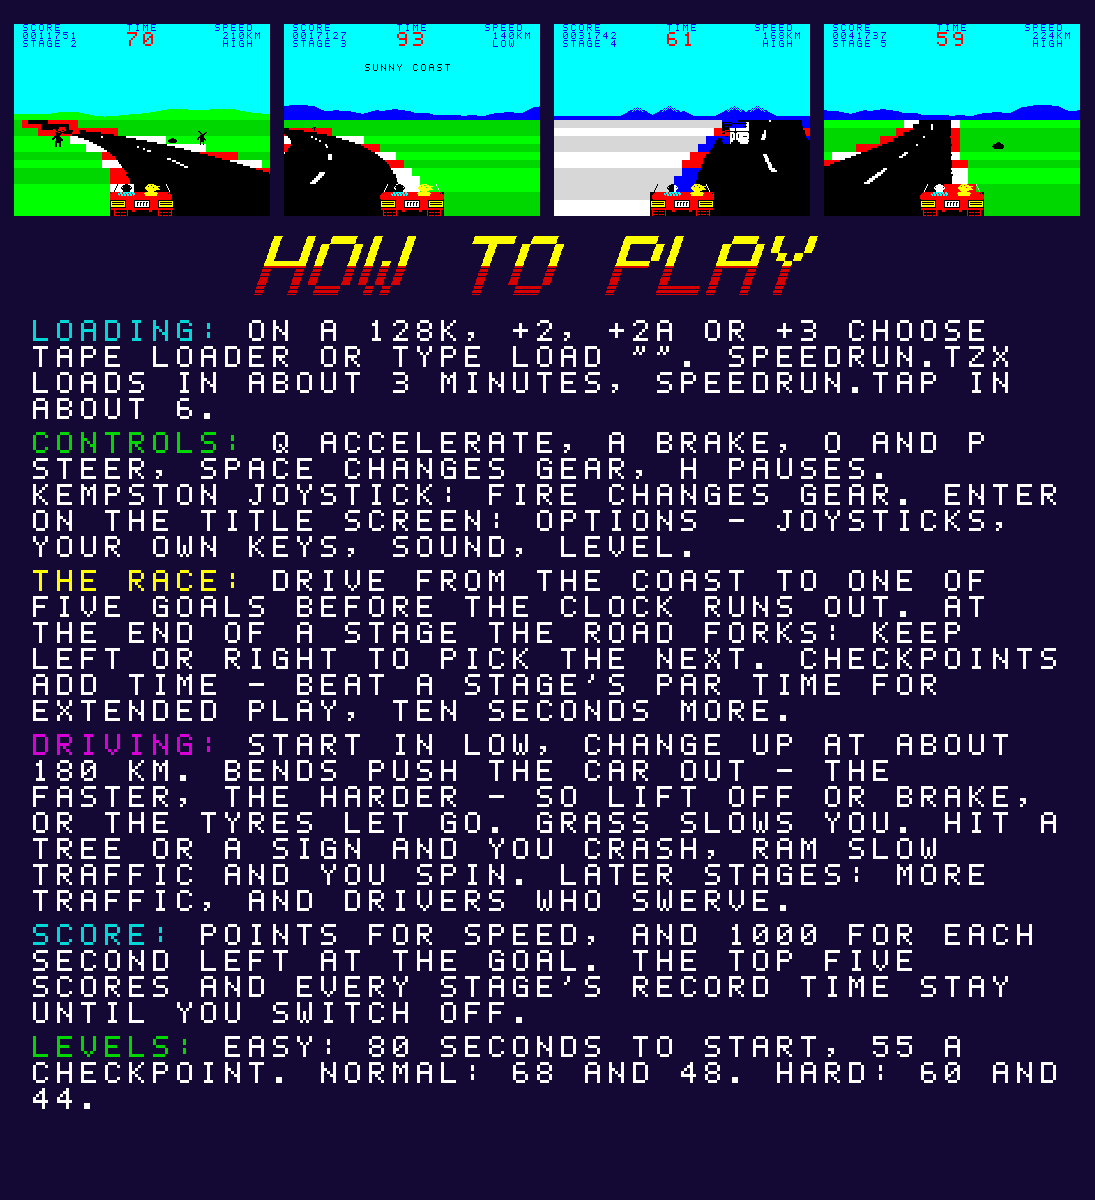 SCORE TIME SPEED
0011751 70 210KM
STAGE 2 HIGH
SCORE TIME SPEED
0017127 93 140KM
STAGE 3 LOW
SUNNY COAST
SCORE TIME SPEED
0031742 61 168KM
STAGE 4 HIGH
SCORE TIME SPEED
0041737 59 224KM
STAGE 5 HIGH
HOW TO PLAY
LOADING: ON A 128K, +2, +2A OR +3 CHOOSE
TAPE LOADER OR TYPE LOAD "". SPEEDRUN.TZX
LOADS IN ABOUT 3 MINUTES, SPEEDRUN.TAP IN
ABOUT 6.
CONTROLS: Q ACCELERATE, A BRAKE, O AND P
STEER, SPACE CHANGES GEAR, H PAUSES.
KEMPSTON JOYSTICK: FIRE CHANGES GEAR. ENTER
ON THE TITLE SCREEN: OPTIONS - JOYSTICKS,
YOUR OWN KEYS, SOUND, LEVEL.
THE RACE: DRIVE FROM THE COAST TO ONE OF
FIVE GOALS BEFORE THE CLOCK RUNS OUT. AT
THE END OF A STAGE THE ROAD FORKS: KEEP
LEFT OR RIGHT TO PICK THE NEXT. CHECKPOINTS
ADD TIME - BEAT A STAGE'S PAR TIME FOR
EXTENDED PLAY, TEN SECONDS MORE.
DRIVING: START IN LOW, CHANGE UP AT ABOUT
180 KM. BENDS PUSH THE CAR OUT - THE
FASTER, THE HARDER - SO LIFT OFF OR BRAKE,
OR THE TYRES LET GO. GRASS SLOWS YOU. HIT A
TREE OR A SIGN AND YOU CRASH, RAM SLOW
TRAFFIC AND YOU SPIN. LATER STAGES: MORE
TRAFFIC, AND DRIVERS WHO SWERVE.
SCORE: POINTS FOR SPEED, AND 1000 FOR EACH
SECOND LEFT AT THE GOAL. THE TOP FIVE
SCORES AND EVERY STAGE'S RECORD TIME STAY
UNTIL YOU SWITCH OFF.
LEVELS: EASY: 80 SECONDS TO START, 55 A
CHECKPOINT. NORMAL: 68 AND 48. HARD: 60 AND
44.